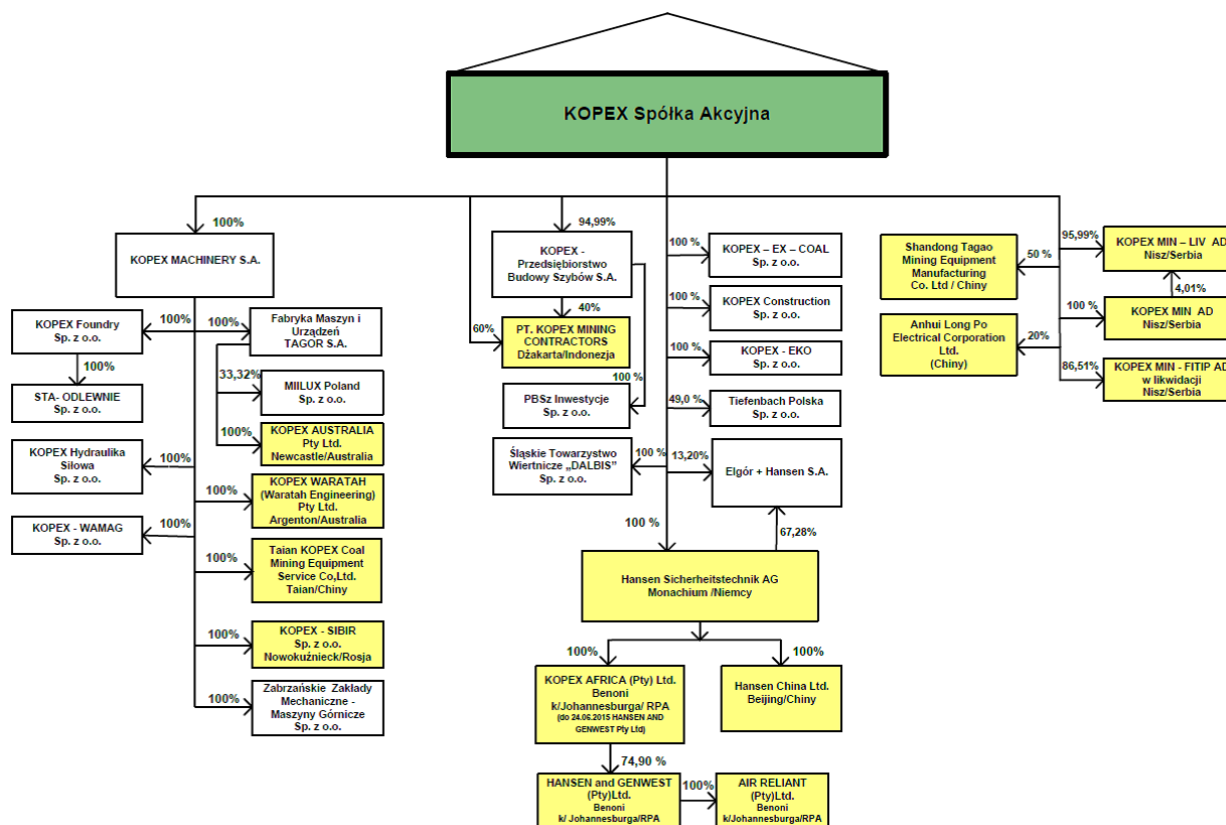 KOPEX Spółka Akcyjna
100%
KOPEX MACHINERY S.A.
100%
KOPEX Foundry
Sp. z o.o.
100%
STA- ODLEWNIE
Sp. z o.o.
100%
Fabryka Maszyn i
Urządzeń
TAGOR S.A.
33,32%
MIILUX Poland
Sp. z o.o.
100%
KOPEX AUSTRALIA
Pty Ltd.
Newcastle/Australia
100%
KOPEX Hydraulika
Siłowa
Sp. z o.o.
100%
KOPEX WARATAH
(Waratah Engineering)
Pty Ltd.
Argenton/Australia
100%
KOPEX - WAMAG
Sp. z o.o.
100%
Taian KOPEX Coal
Mining Equipment
Service Co,Ltd.
Taian/Chiny
100%
KOPEX - SIBIR
Sp. z o.o.
Nowokuźnieck/Rosja
100%
Zabrzańskie Zakłady
Mechaniczne -
Maszyny Górnicze
Sp. z o.o.
94,99%
KOPEX -
Przedsiębiorstwo
Budowy Szybów S.A.
40%
60%
PT. KOPEX MINING
CONTRACTORS
Dżakarta/Indonezja
100 %
PBSz Inwestycje
Sp. z o.o.
100 %
Śląskie Towarzystwo
Wiertnicze „DALBIS”
Sp. z o.o.
100 %
KOPEX – EX – COAL
Sp. z o.o.
100 %
KOPEX Construction
Sp. z o.o.
100 %
KOPEX - EKO
Sp. z o.o.
49,0 %
Tiefenbach Polska
Sp. z o.o.
13,20%
Elgór + Hansen S.A.
67,28%
100 %
Hansen Sicherheitstechnik AG
Monachium /Niemcy
100%
KOPEX AFRICA (Pty) Ltd.
Benoni
k/Johannesburga/ RPA
(do 24.06.2015 HANSEN AND
GENWEST Pty Ltd)
100%
Hansen China Ltd.
Beijing/Chiny
74,90 %
HANSEN and GENWEST
(Pty)Ltd.
Benoni
k/ Johannesburga/RPA
100%
AIR RELIANT
(Pty)Ltd.
Benoni
k/Johannesburga/RPA
50 %
Shandong Tagao
Mining Equipment
Manufacturing
Co. Ltd / Chiny
20%
Anhui Long Po
Electrical Corporation
Ltd.
(Chiny)
95,99%
KOPEX MIN – LIV AD
Nisz/Serbia
4,01%
100 %
KOPEX MIN AD
Nisz/Serbia
86,51%
KOPEX MIN - FITIP AD
w likwidacji
Nisz/Serbia